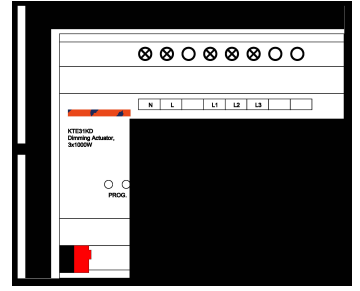 N L L1 L2 L3
KTE31KD
Dimming Actuator,
3x1000W
PROG.